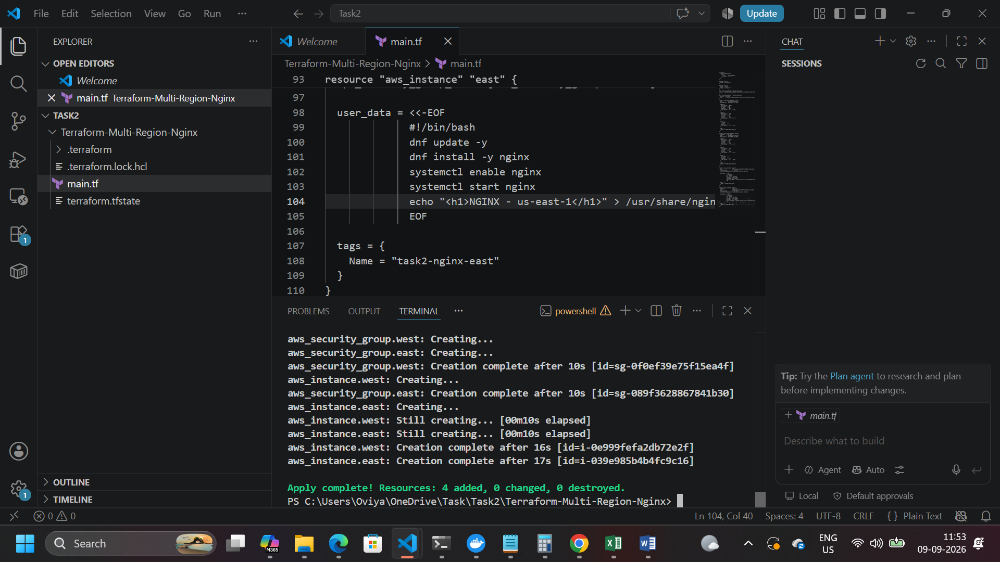 File Edit Selection View Go Run ···
Task2
Update
EXPLORER
OPEN EDITORS
Welcome
main.tf Terraform-Multi-Region-Nginx
TASK2
Terraform-Multi-Region-Nginx
.terraform
.terraform.lock.hcl
main.tf
terraform.tfstate
OUTLINE
TIMELINE
1
1
Welcome
main.tf
Terraform-Multi-Region-Nginx > main.tf
93 resource "aws_instance" "east" {
97
98 user_data = <<-EOF
99 #!/bin/bash
100 dnf update -y
101 dnf install -y nginx
102 systemctl enable nginx
103 systemctl start nginx
104 echo "<h1>NGINX - us-east-1</h1>" > /usr/share/nginx
105 EOF
106
107 tags = {
108 Name = "task2-nginx-east"
109 }
110 }
PROBLEMS OUTPUT TERMINAL ···
powershell
aws_security_group.west: Creating...
aws_security_group.east: Creating...
aws_security_group.west: Creation complete after 10s [id=sg-0f0ef39e75f15ea4f]
aws_instance.west: Creating...
aws_security_group.east: Creation complete after 10s [id=sg-089f3628867841b30]
aws_instance.east: Creating...
aws_instance.west: Still creating... [00m10s elapsed]
aws_instance.east: Still creating... [00m10s elapsed]
aws_instance.west: Creation complete after 16s [id=i-0e999fefa2db72e2f]
aws_instance.east: Creation complete after 17s [id=i-039e985b4b4fc9c16]
Apply complete! Resources: 4 added, 0 changed, 0 destroyed.
PS C:\Users\Oviya\OneDrive\Task\Task2\Terraform-Multi-Region-Nginx>
CHAT
SESSIONS
Tip: Try the Plan agent to research and plan
before implementing changes.
main.tf
Describe what to build
Agent Auto
Local Default approvals
0 0
Ln 104, Col 40 Spaces: 4 UTF-8 CRLF { } Plain Text
Search
M365
ENG
US
11:53
09-09-2026